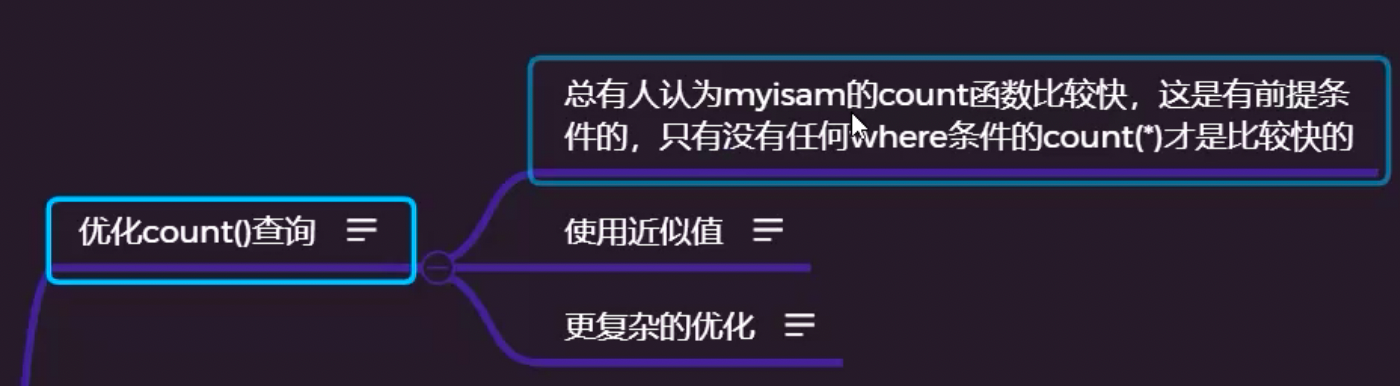 总有人认为myisam的count函数比较快，这是有前提条
件的，只有没有任何where条件的count(*)才是比较快的
优化count()查询
使用近似值
更复杂的优化